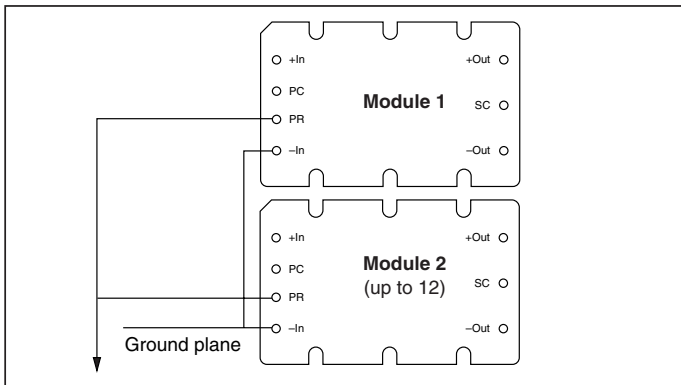 +In
+Out
PC
Module 1
SC
PR
–In
–Out
+In
+Out
PC
Module 2
(up to 12)
SC
PR
–In
–Out
Ground plane